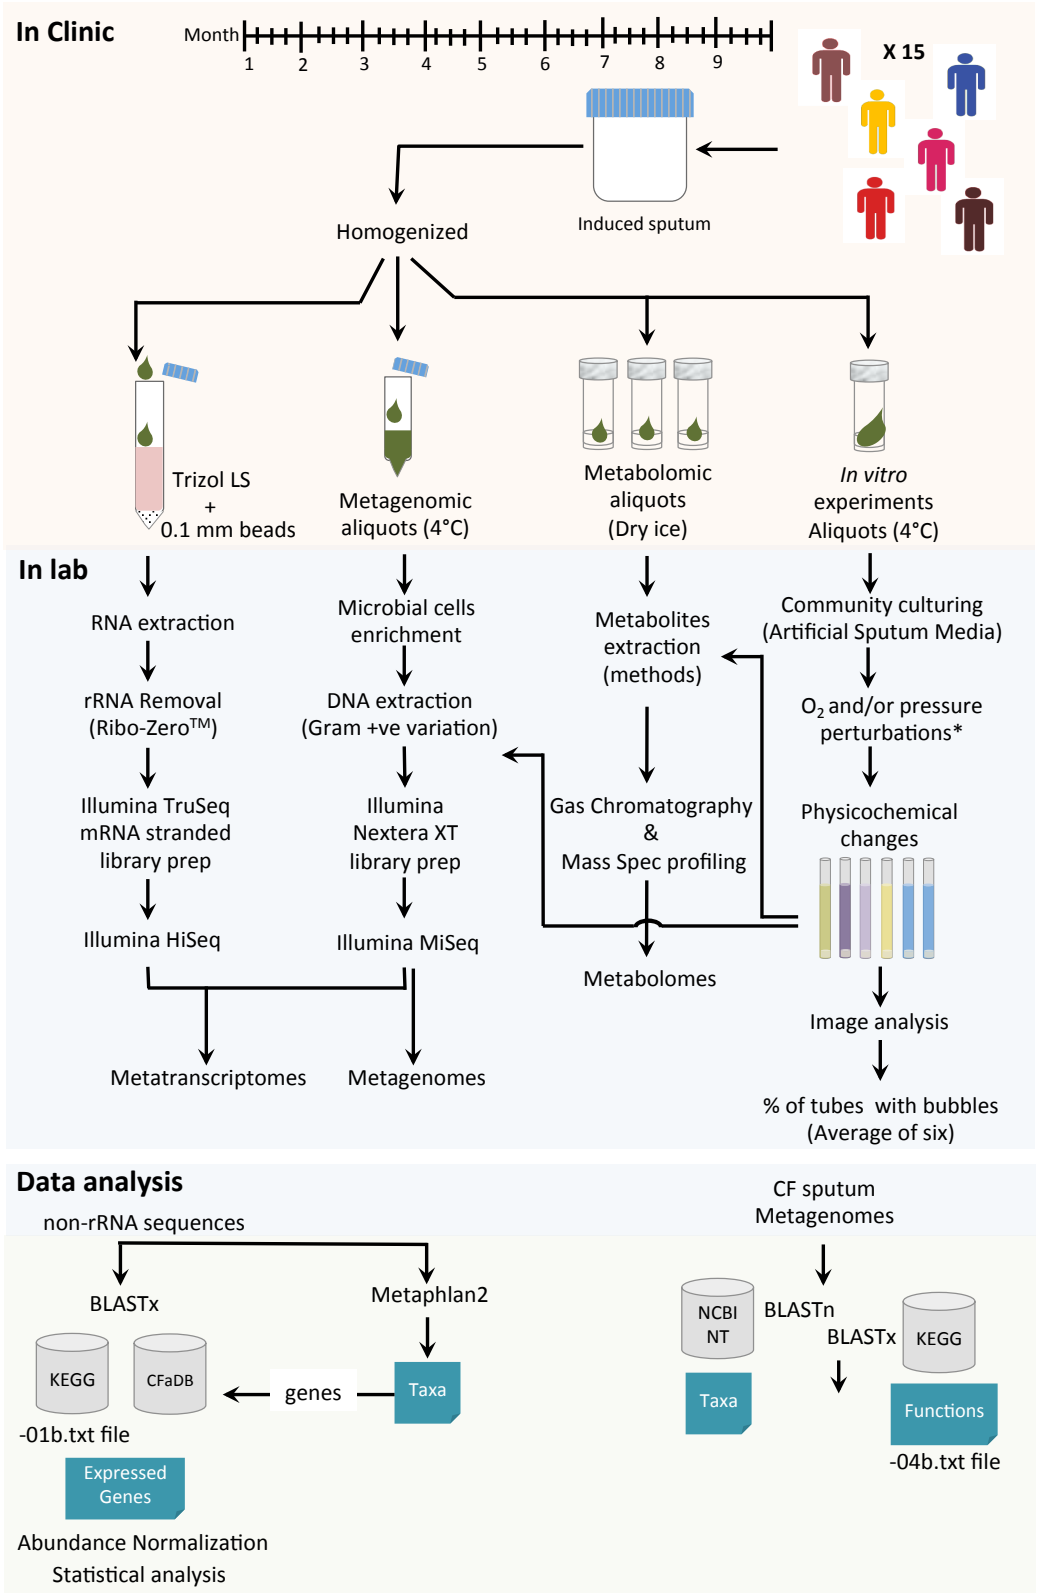 In Clinic
Month
1 2 3 4 5 6 7 8 9
X 15
Induced sputum
Homogenized
Trizol LS
+
0.1 mm beads
Metagenomic
aliquots (4°C)
Metabolomic
aliquots
(Dry ice)
In vitro
experiments
Aliquots (4°C)
In lab
RNA extraction
rRNA Removal
(Ribo-Zero™)
Illumina TruSeq
mRNA stranded
library prep
Illumina HiSeq
Microbial cells
enrichment
DNA extraction
(Gram +ve variation)
Illumina
Nextera XT
library prep
Illumina MiSeq
Metatranscriptomes
Metagenomes
Metabolites
extraction
(methods)
Gas Chromatography
&
Mass Spec profiling
Metabolomes
Community culturing
(Artificial Sputum Media)
O₂ and/or pressure
perturbations*
Physicochemical
changes
Image analysis
% of tubes with bubbles
(Average of six)
Data analysis
non-rRNA sequences
BLASTx
Metaphlan2
KEGG
CFaDB
genes
Taxa
-01b.txt file
Expressed
Genes
Abundance Normalization
Statistical analysis
CF sputum
Metagenomes
NCBI
NT
BLASTn
BLASTx
KEGG
Taxa
Functions
-04b.txt file